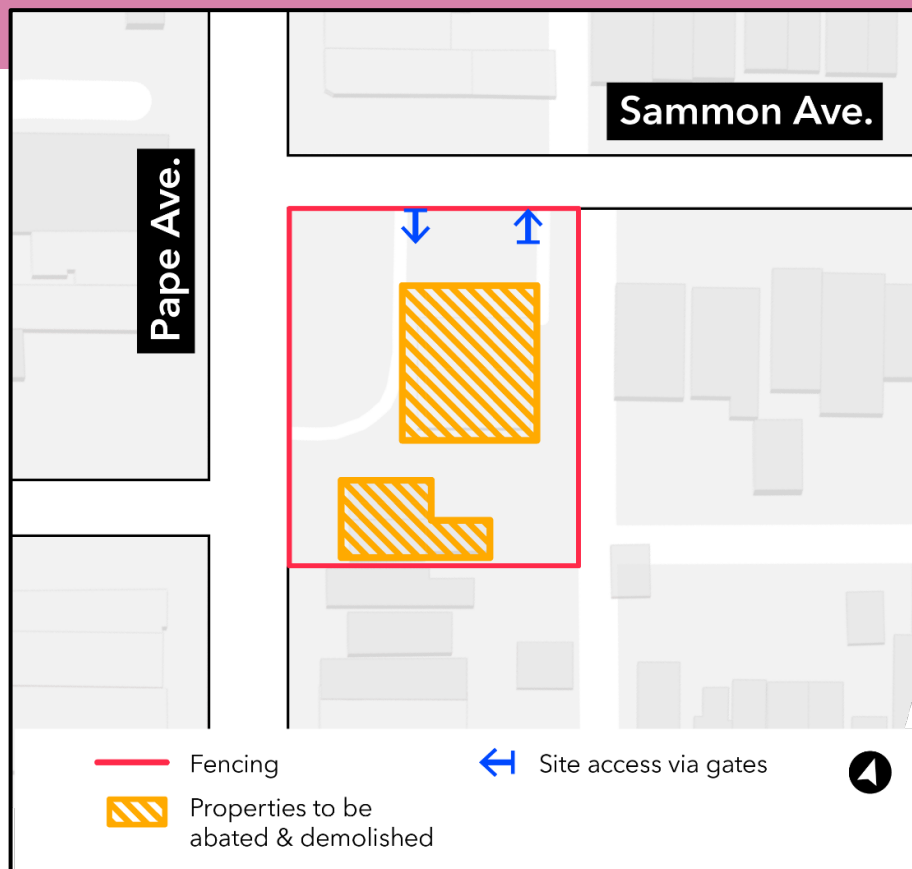 Sammon Ave.
Pape Ave.
Fencing
Site access via gates
Properties to be
abated & demolished